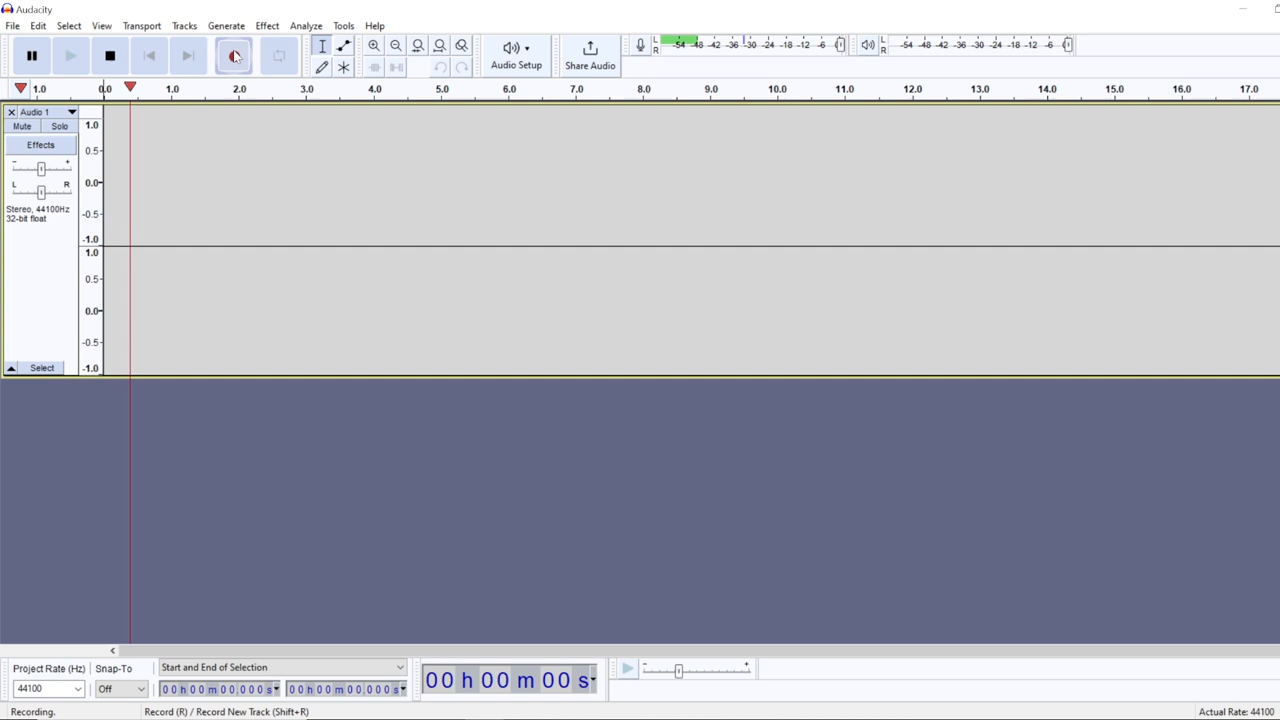 Audacity
File Edit Select View Transport Tracks Generate Effect Analyze Tools Help
L -54 -48 -42 -36 -30 -24 -18 -12 -6 L -54 -48 -42 -36 -30 -24 -18 -12 -6
R R
Audio Setup Share Audio
1.0 0.0 1.0 2.0 3.0 4.0 5.0 6.0 7.0 8.0 9.0 10.0 11.0 12.0 13.0 14.0 15.0 16.0 17.0
Audio 1
Mute Solo
Effects
- +
L R
Stereo, 44100Hz
32-bit float
Select
1.0
0.5
0.0
-0.5
-1.0
1.0
0.5
0.0
-0.5
-1.0
Project Rate (Hz) Snap-To Start and End of Selection
44100 Off 00 h 00 m 00.000 s 00 h 00 m 00.000 s
00 h 00 m 00 s
- +
Recording. Record (R) / Record New Track (Shift+R) Actual Rate: 44100